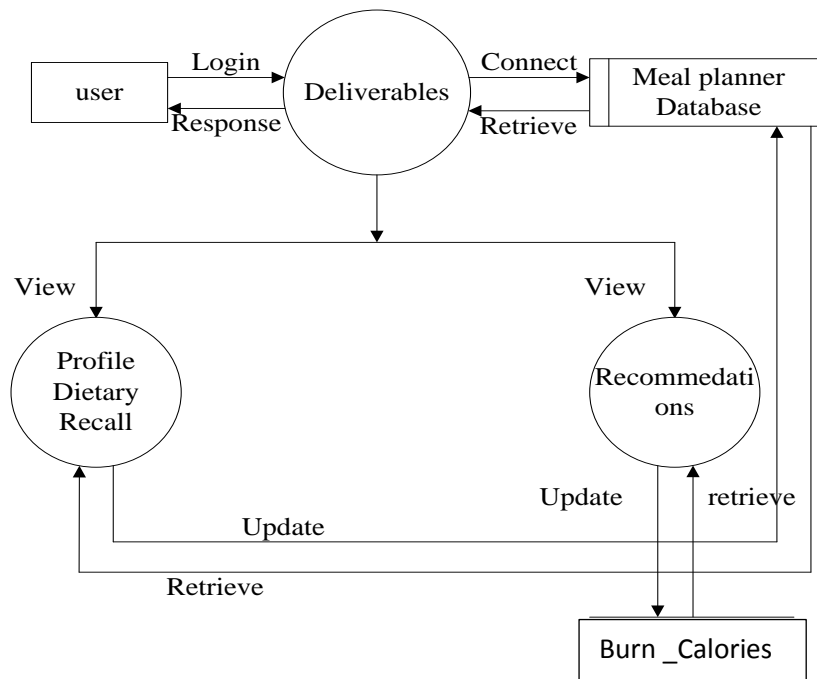 Login
Connect
user
Deliverables
Meal planner
Database
Response
Retrieve
View
View
Profile
Dietary
Recall
Recommedati
ons
Update
retrieve
Update
Retrieve
Burn _Calories